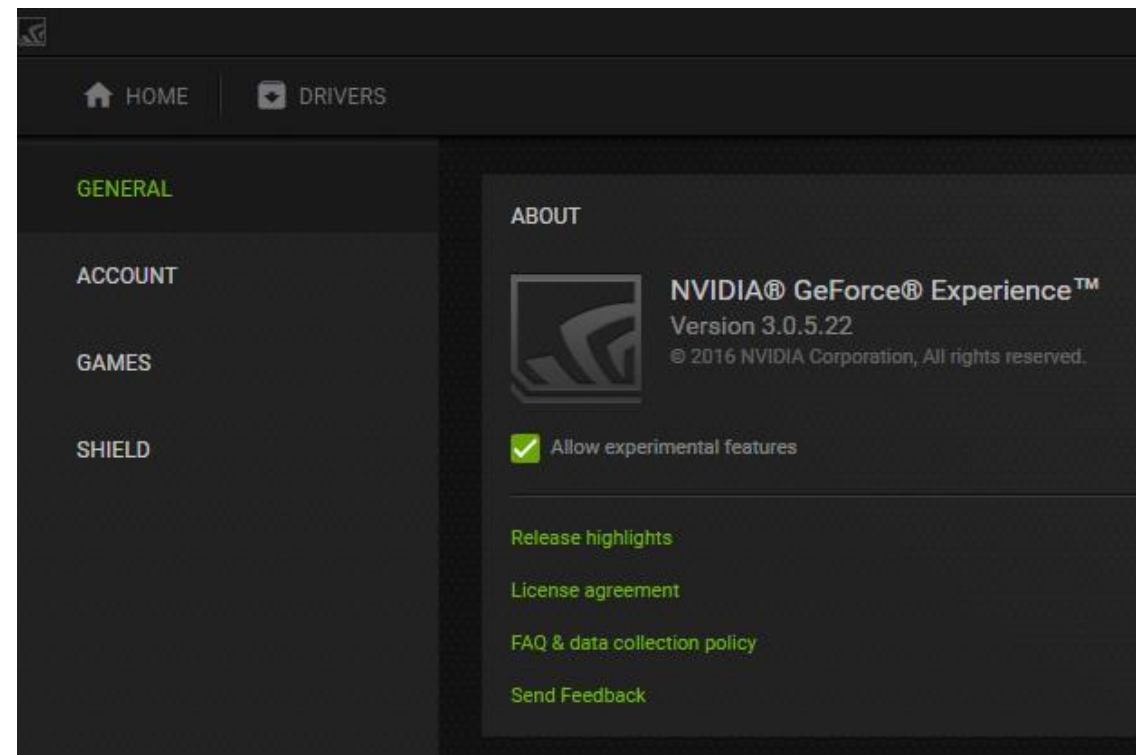 HOME
DRIVERS
GENERAL
ACCOUNT
GAMES
SHIELD
ABOUT
NVIDIA® GeForce® Experience™
Version 3.0.5.22
© 2016 NVIDIA Corporation, All rights reserved.
Allow experimental features
Release highlights
License agreement
FAQ & data collection policy
Send Feedback